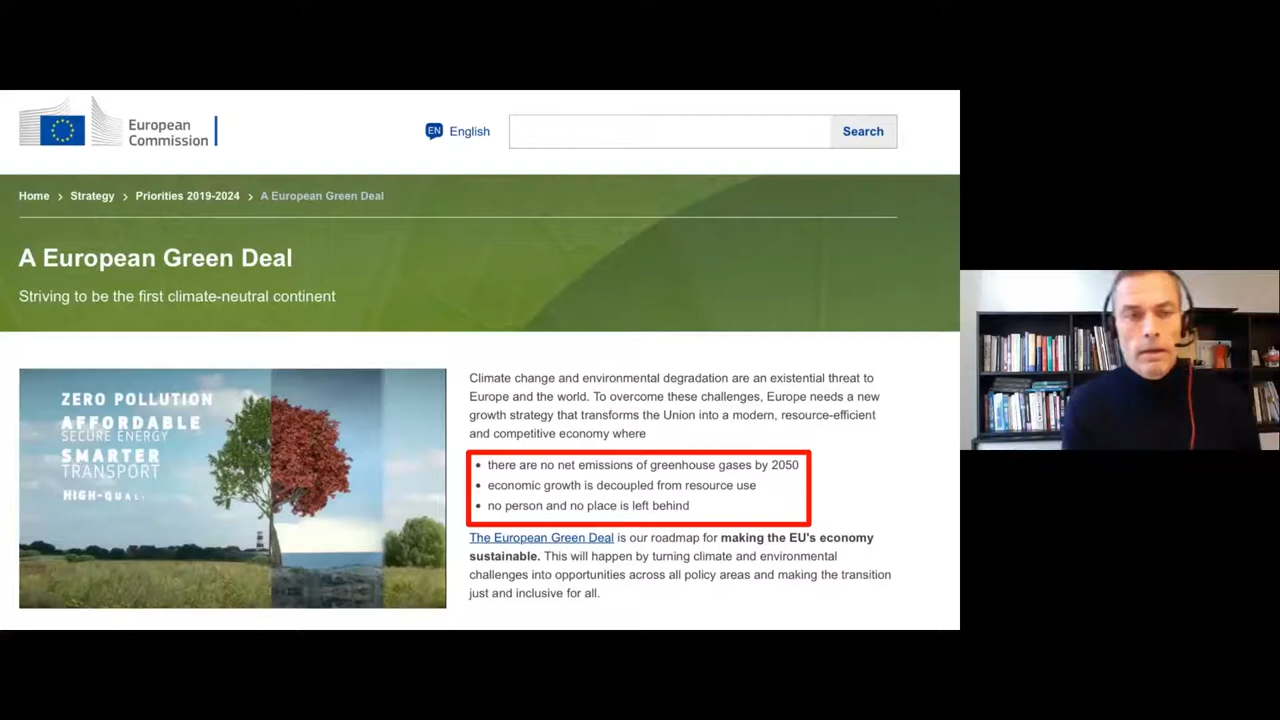 European
Commission
EN English
Search
Home > Strategy > Priorities 2019-2024 > A European Green Deal
A European Green Deal
Striving to be the first climate-neutral continent
ZERO POLLUTION
AFFORDABLE
SECURE ENERGY
SMARTER
TRANSPORT
HIGH-QUAL
Climate change and environmental degradation are an existential threat to
Europe and the world. To overcome these challenges, Europe needs a new
growth strategy that transforms the Union into a modern, resource-efficient
and competitive economy where
• there are no net emissions of greenhouse gases by 2050
• economic growth is decoupled from resource use
• no person and no place is left behind
The European Green Deal is our roadmap for making the EU's economy
sustainable. This will happen by turning climate and environmental
challenges into opportunities across all policy areas and making the transition
just and inclusive for all.